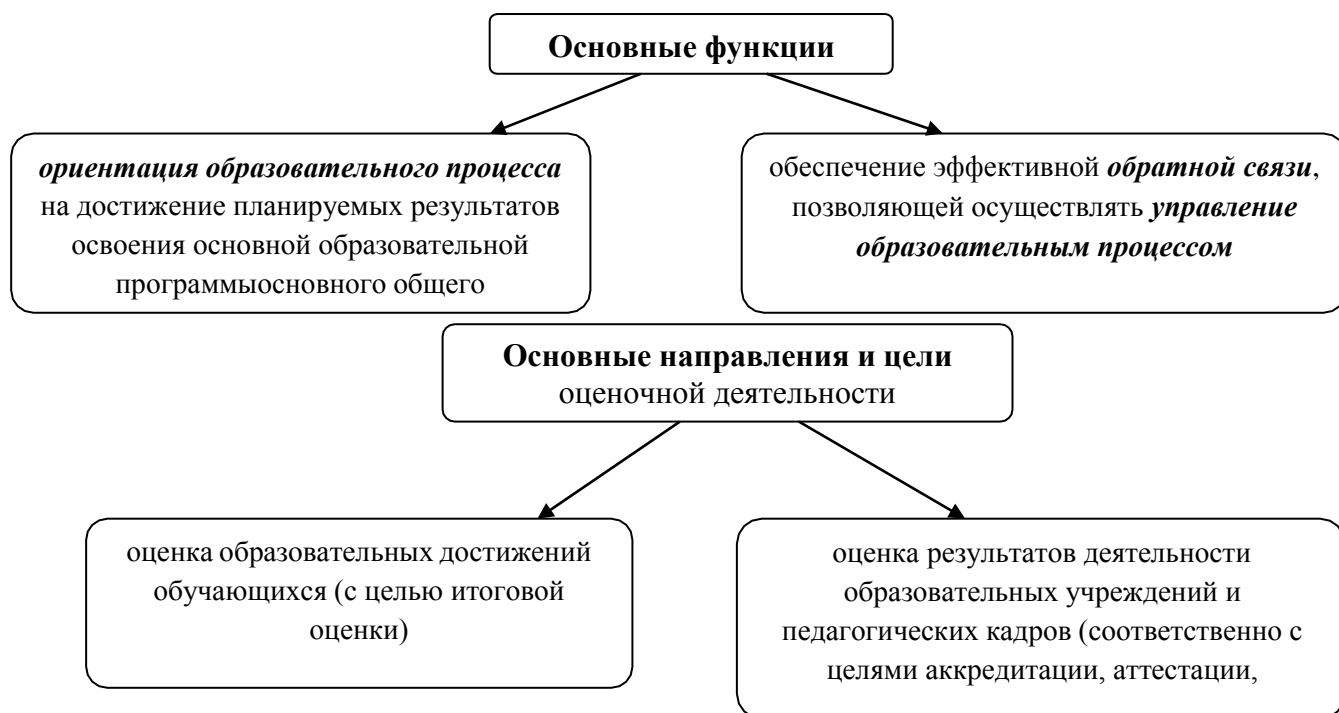 Основные функции
ориентация образовательного процесса
на достижение планируемых результатов
освоения основной образовательной
программыосновного общего
обеспечение эффективной обратной связи,
позволяющей осуществлять управление
образовательным процессом
Основные направления и цели
оценочной деятельности
оценка образовательных достижений
обучающихся (с целью итоговой
оценки)
оценка результатов деятельности
образовательных учреждений и
педагогических кадров (соответственно с
целями аккредитации, аттестации,